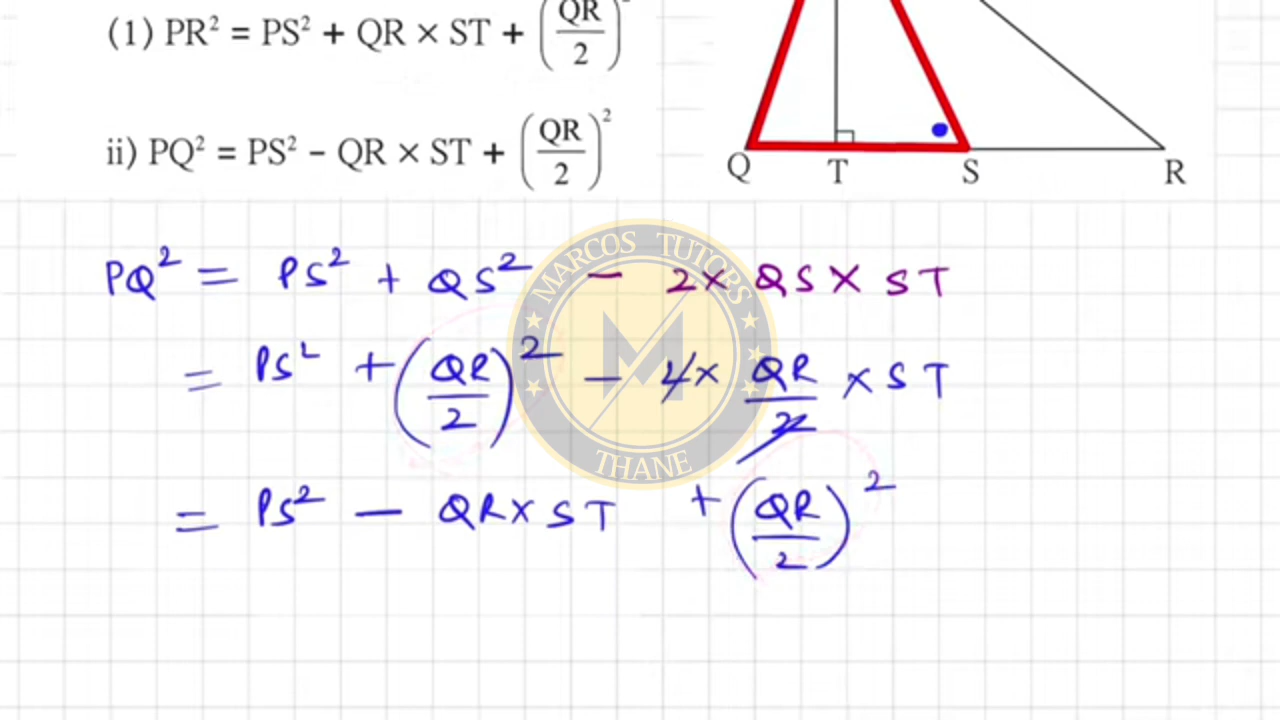 (1) PR² = PS² + QR × ST + (QR/2)²
ii) PQ² = PS² − QR × ST + (QR/2)²
Q T S R
PQ² = PS² + QS² − 2 × QS × ST
= PS² + (QR/2)² − 2 × QR/2 × ST
= PS² − QR × ST + (QR/2)²
MARCOS TUTORS
M
THANE